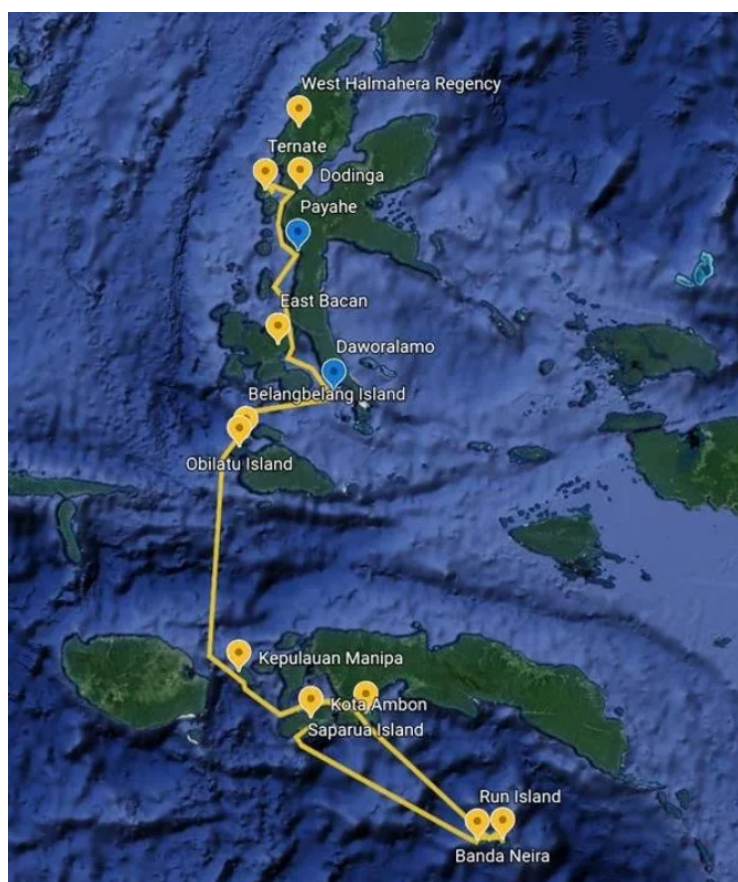 West Halmahera Regency
Ternate
Dodinga
Payahe
East Bacan
Daworalamo
Belangbelang Island
Obilatu Island
Kepulauan Manipa
Kota Ambon
Saparua Island
Run Island
Banda Neira